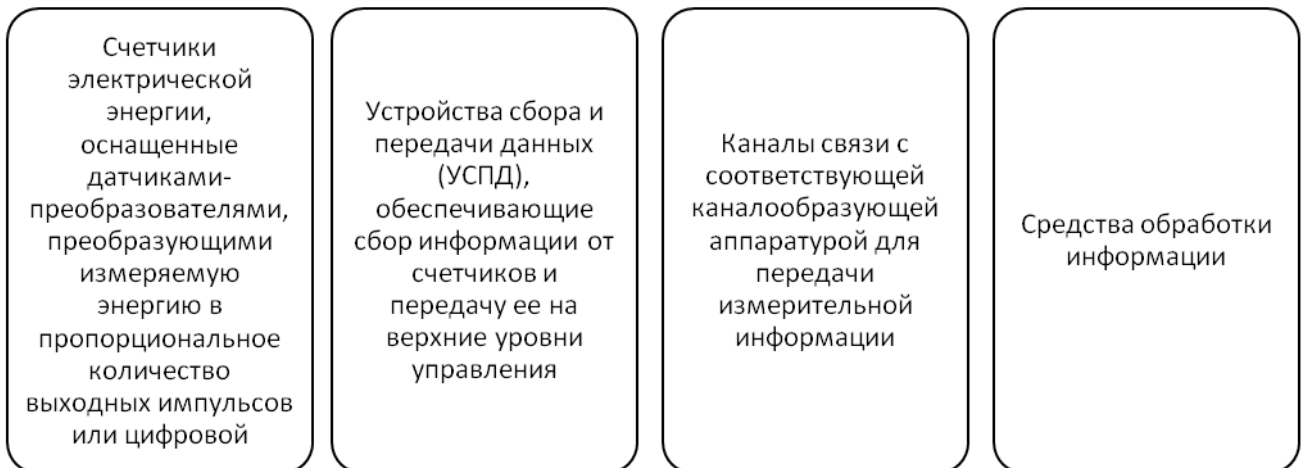 Счетчики
электрической
энергии,
оснащенные
датчиками-
преобразователями,
преобразующими
измеряемую
энергию в
пропорциональное
количество
выходных импульсов
или цифровой
Устройства сбора и
передачи данных
(УСПД),
обеспечивающие
сбор информации от
счетчиков и
передачу ее на
верхние уровни
управления
Каналы связи с
соответствующей
каналообразующей
аппаратурой для
передачи
измерительной
информации
Средства обработки
информации